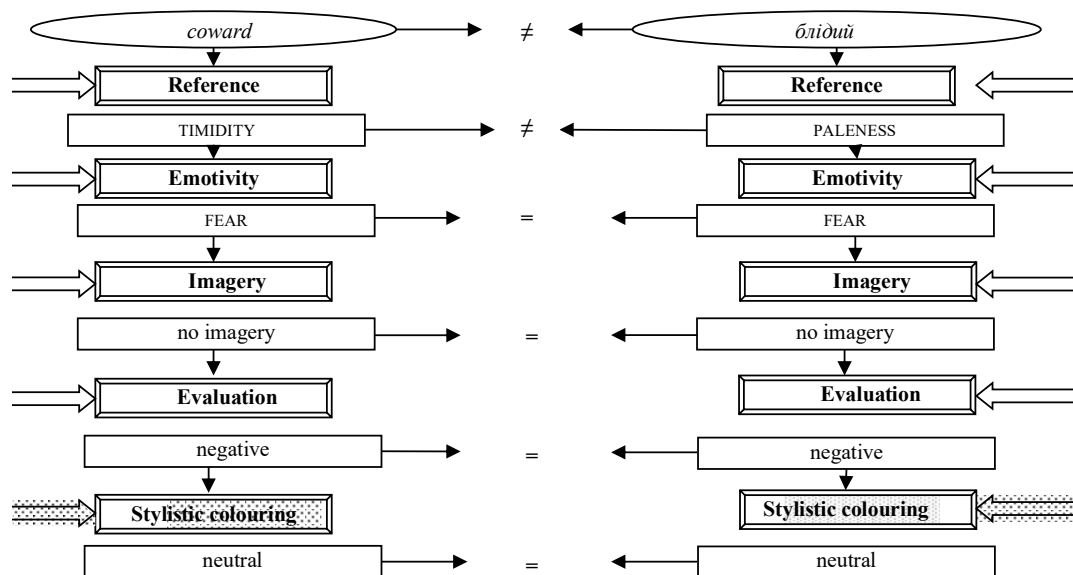 coward ≠ блідий
Reference Reference
TIMIDITY ≠ PALENESS
Emotivity Emotivity
FEAR = FEAR
Imagery Imagery
no imagery = no imagery
Evaluation Evaluation
negative = negative
Stylistic colouring Stylistic colouring
neutral = neutral